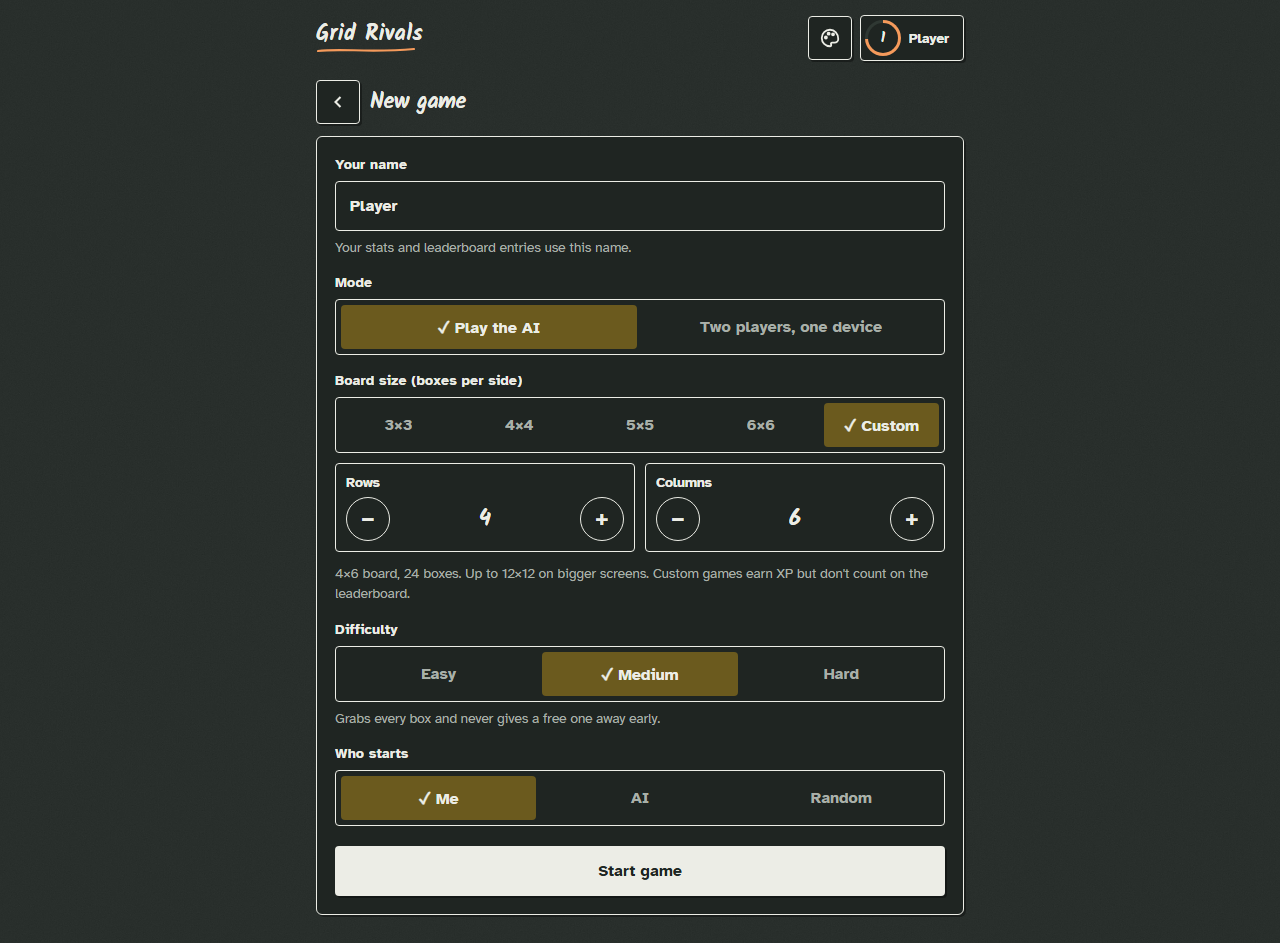 Grid Rivals
1 Player
New game
Your name
Player
Your stats and leaderboard entries use this name.
Mode
✓ Play the AI Two players, one device
Board size (boxes per side)
3×3 4×4 5×5 6×6 ✓ Custom
Rows Columns
− 4 + − 6 +
4×6 board, 24 boxes. Up to 12×12 on bigger screens. Custom games earn XP but don't count on the
leaderboard.
Difficulty
Easy ✓ Medium Hard
Grabs every box and never gives a free one away early.
Who starts
✓ Me AI Random
Start game